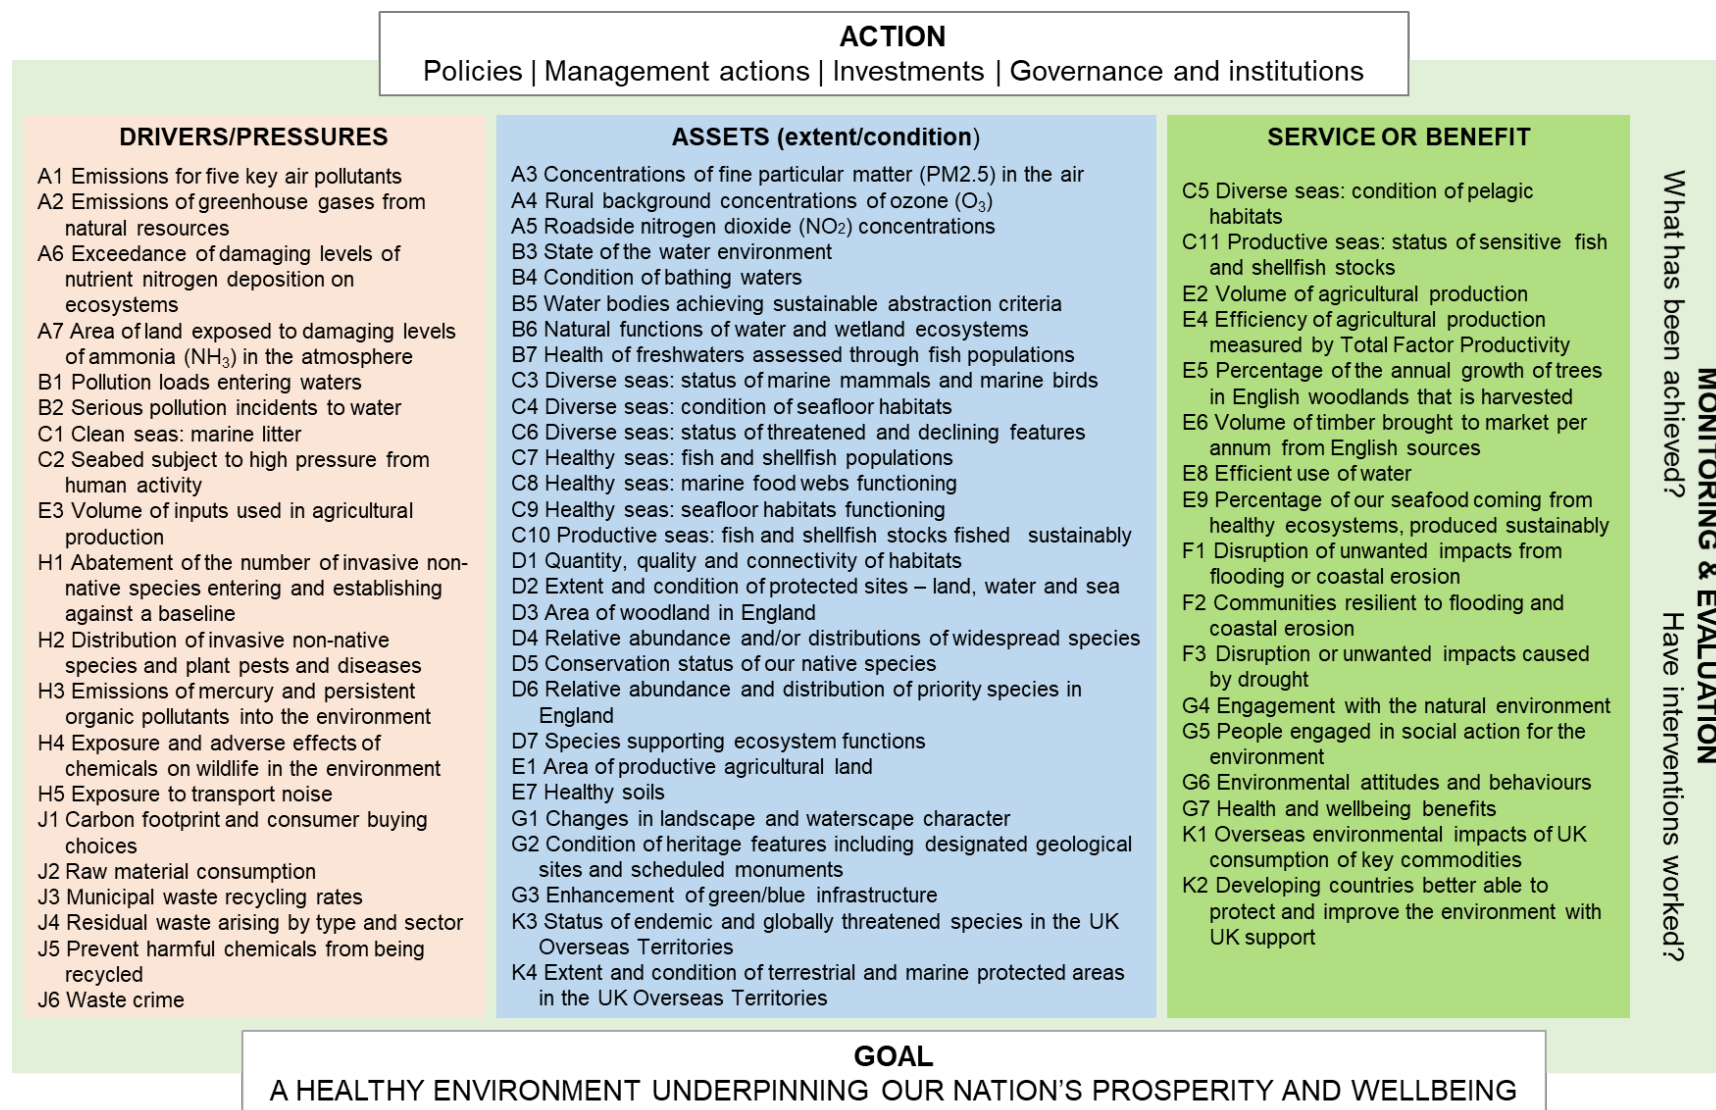 ACTION
Policies | Management actions | Investments | Governance and institutions
DRIVERS/PRESSURES
A1 Emissions for five key air pollutants
A2 Emissions of greenhouse gases from
natural resources
A6 Exceedance of damaging levels of
nutrient nitrogen deposition on
ecosystems
A7 Area of land exposed to damaging levels
of ammonia (NH₃) in the atmosphere
B1 Pollution loads entering waters
B2 Serious pollution incidents to water
C1 Clean seas: marine litter
C2 Seabed subject to high pressure from
human activity
E3 Volume of inputs used in agricultural
production
H1 Abatement of the number of invasive non-
native species entering and establishing
against a baseline
H2 Distribution of invasive non-native
species and plant pests and diseases
H3 Emissions of mercury and persistent
organic pollutants into the environment
H4 Exposure and adverse effects of
chemicals on wildlife in the environment
H5 Exposure to transport noise
J1 Carbon footprint and consumer buying
choices
J2 Raw material consumption
J3 Municipal waste recycling rates
J4 Residual waste arising by type and sector
J5 Prevent harmful chemicals from being
recycled
J6 Waste crime
ASSETS (extent/condition)
A3 Concentrations of fine particular matter (PM2.5) in the air
A4 Rural background concentrations of ozone (O₃)
A5 Roadside nitrogen dioxide (NO₂) concentrations
B3 State of the water environment
B4 Condition of bathing waters
B5 Water bodies achieving sustainable abstraction criteria
B6 Natural functions of water and wetland ecosystems
B7 Health of freshwaters assessed through fish populations
C3 Diverse seas: status of marine mammals and marine birds
C4 Diverse seas: condition of seafloor habitats
C6 Diverse seas: status of threatened and declining features
C7 Healthy seas: fish and shellfish populations
C8 Healthy seas: marine food webs functioning
C9 Healthy seas: seafloor habitats functioning
C10 Productive seas: fish and shellfish stocks fished sustainably
D1 Quantity, quality and connectivity of habitats
D2 Extent and condition of protected sites – land, water and sea
D3 Area of woodland in England
D4 Relative abundance and/or distributions of widespread species
D5 Conservation status of our native species
D6 Relative abundance and distribution of priority species in
England
D7 Species supporting ecosystem functions
E1 Area of productive agricultural land
E7 Healthy soils
G1 Changes in landscape and waterscape character
G2 Condition of heritage features including designated geological
sites and scheduled monuments
G3 Enhancement of green/blue infrastructure
K3 Status of endemic and globally threatened species in the UK
Overseas Territories
K4 Extent and condition of terrestrial and marine protected areas
in the UK Overseas Territories
SERVICE OR BENEFIT
C5 Diverse seas: condition of pelagic
habitats
C11 Productive seas: status of sensitive fish
and shellfish stocks
E2 Volume of agricultural production
E4 Efficiency of agricultural production
measured by Total Factor Productivity
E5 Percentage of the annual growth of trees
in English woodlands that is harvested
E6 Volume of timber brought to market per
annum from English sources
E8 Efficient use of water
E9 Percentage of our seafood coming from
healthy ecosystems, produced sustainably
F1 Disruption of unwanted impacts from
flooding or coastal erosion
F2 Communities resilient to flooding and
coastal erosion
F3 Disruption or unwanted impacts caused
by drought
G4 Engagement with the natural environment
G5 People engaged in social action for the
environment
G6 Environmental attitudes and behaviours
G7 Health and wellbeing benefits
K1 Overseas environmental impacts of UK
consumption of key commodities
K2 Developing countries better able to
protect and improve the environment with
UK support
MONITORING & EVALUATION
What has been achieved? Have interventions worked?
GOAL
A HEALTHY ENVIRONMENT UNDERPINNING OUR NATION'S PROSPERITY AND WELLBEING